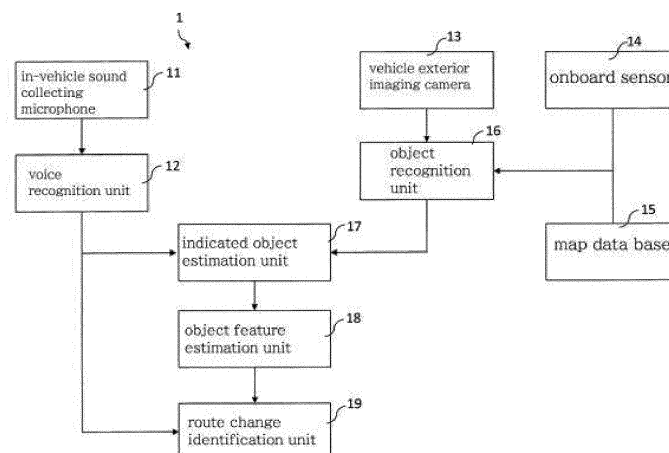 1
11
in-vehicle sound
collecting
microphone
13
vehicle exterior
imaging camera
14
onboard sensor
12
voice
recognition unit
16
object
recognition
unit
15
map data base
17
indicated object
estimation unit
18
object feature
estimation unit
19
route change
identification unit